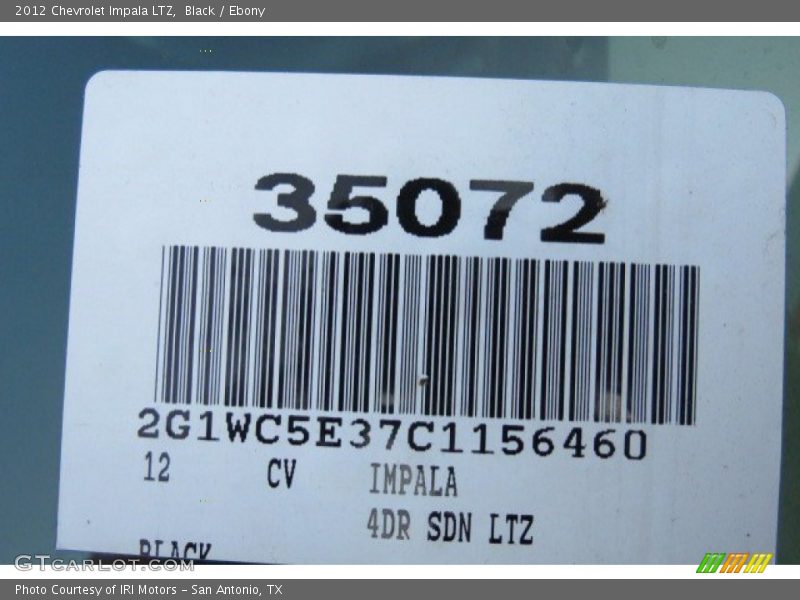 2012 Chevrolet Impala LTZ, Black / Ebony
35072
2G1WC5E37C1156460
12 CV IMPALA
4DR SDN LTZ
BLACK
GTcarlot.com
Photo Courtesy of IRI Motors - San Antonio, TX